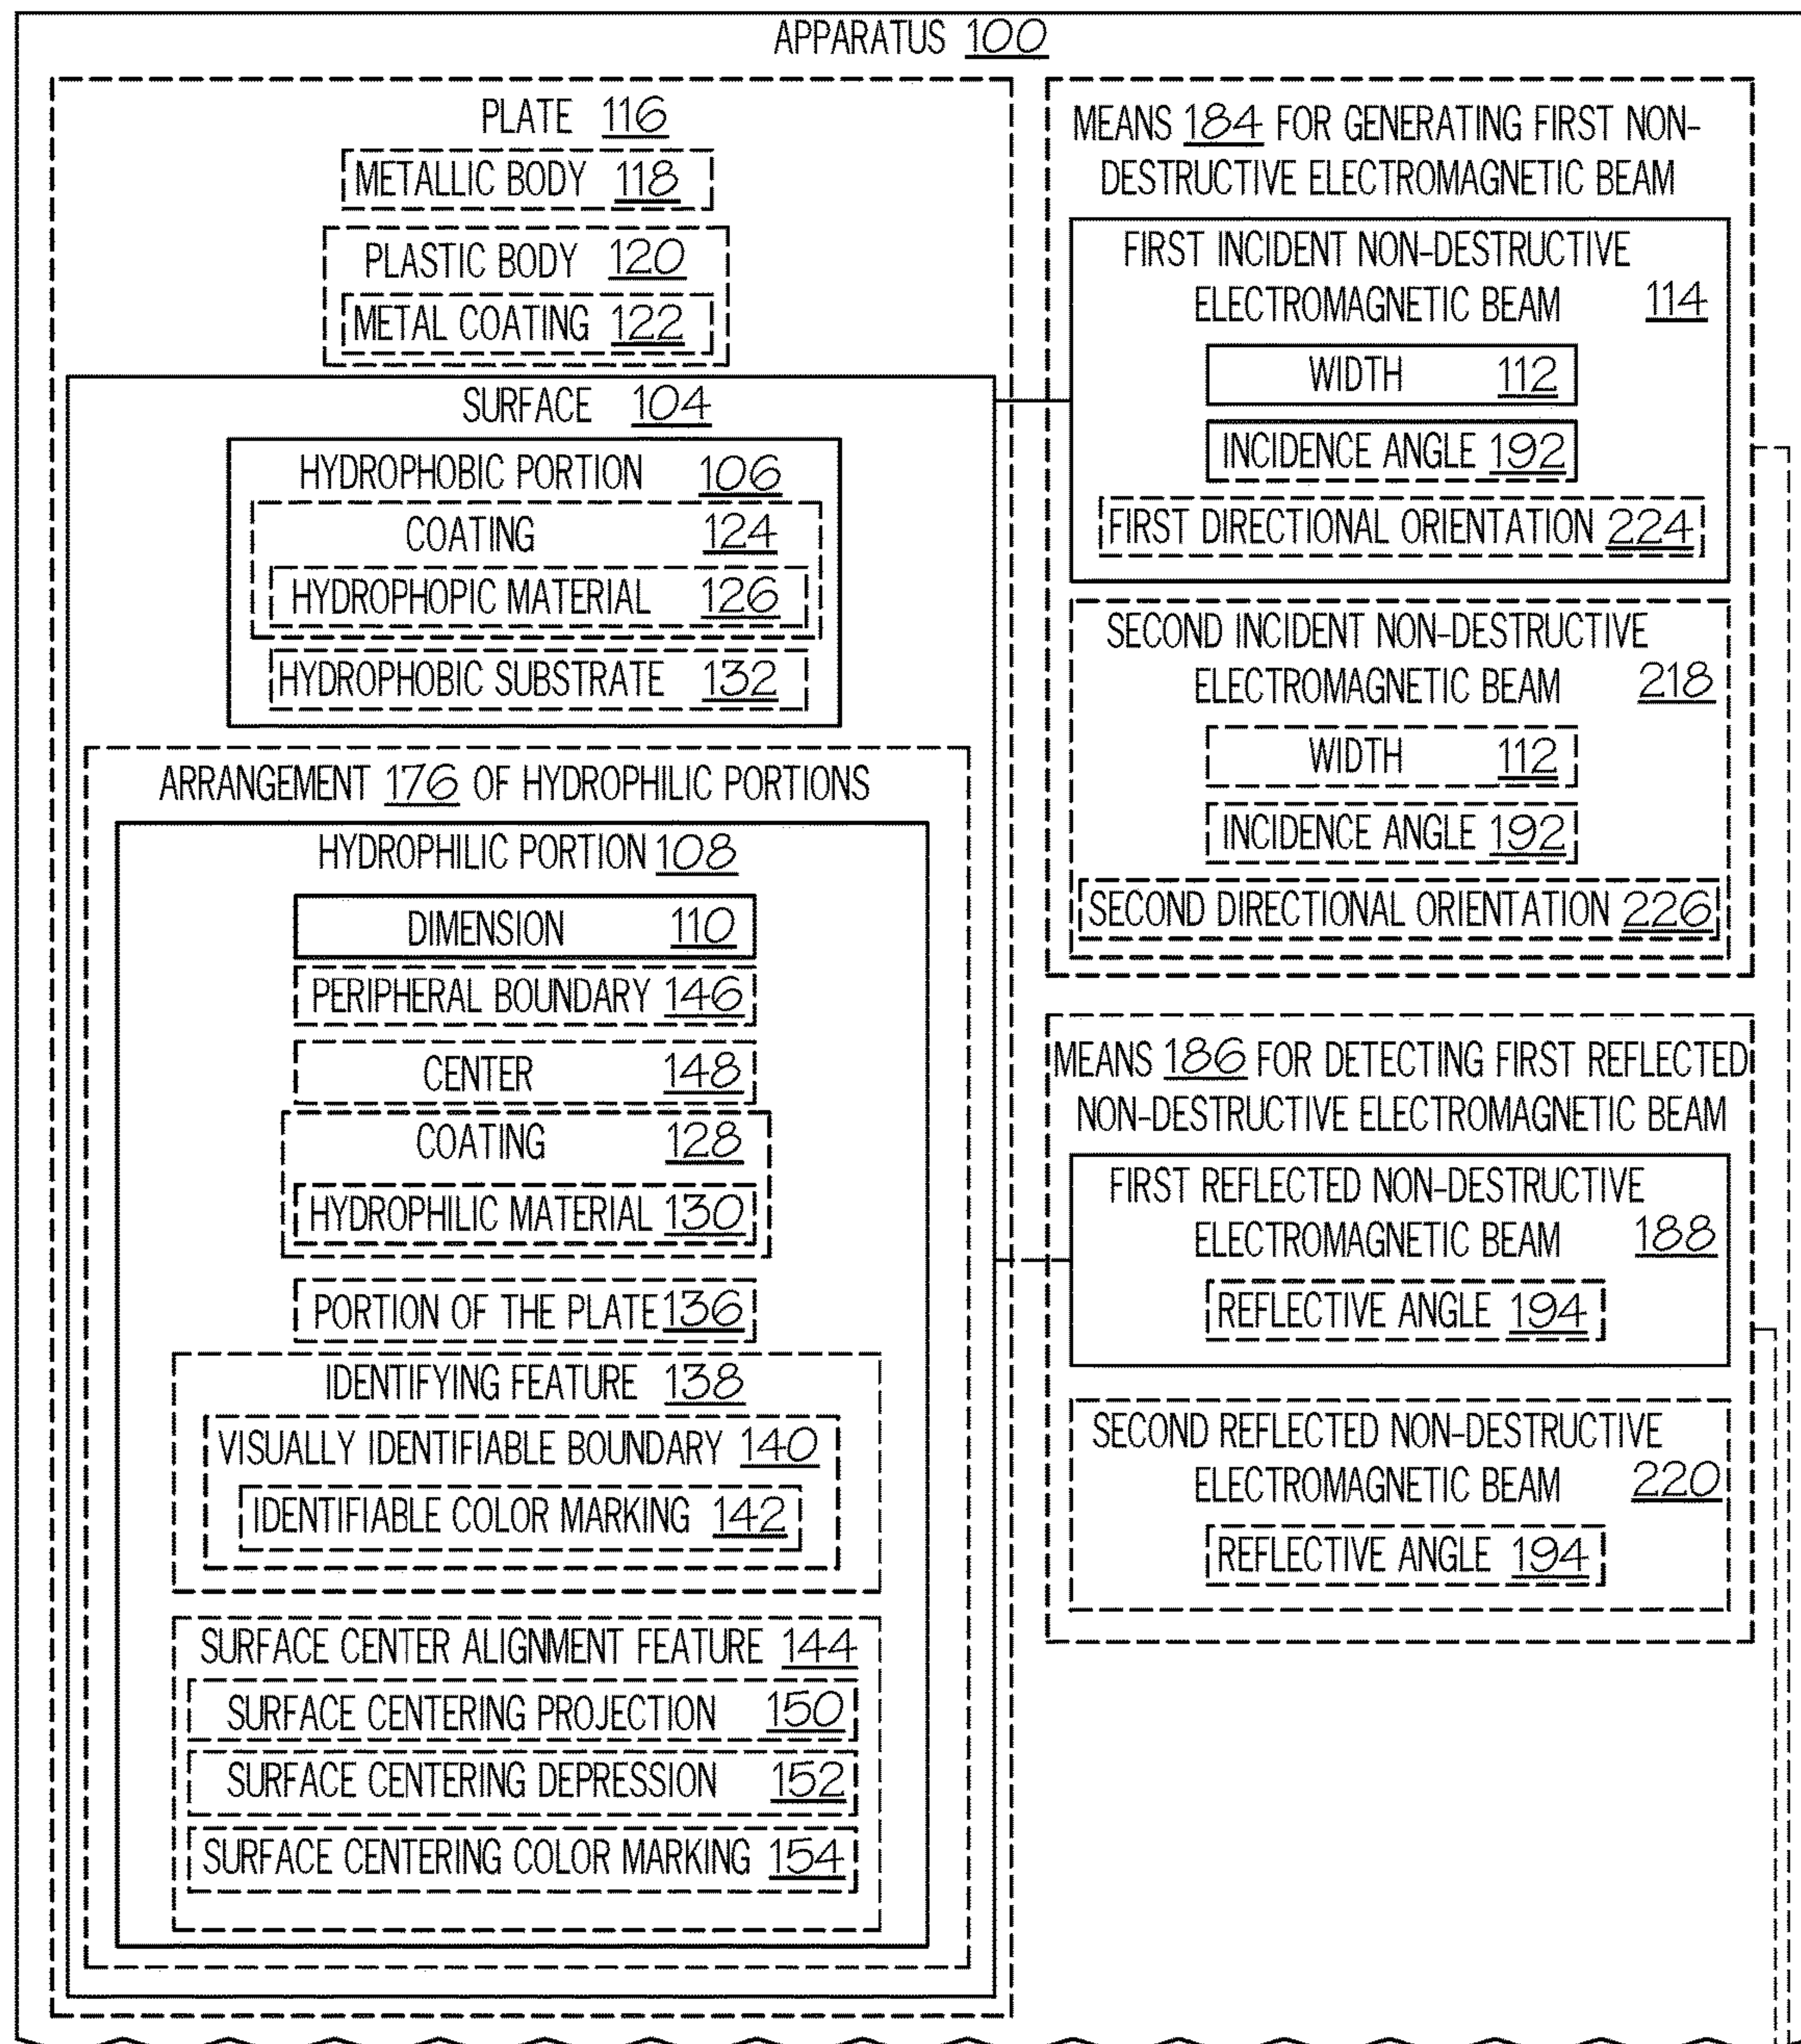 APPARATUS 100
PLATE 116
METALLIC BODY 118
PLASTIC BODY 120
METAL COATING 122
SURFACE 104
HYDROPHOBIC PORTION 106
COATING 124
HYDROPHOPIC MATERIAL 126
HYDROPHOBIC SUBSTRATE 132
ARRANGEMENT 176 OF HYDROPHILIC PORTIONS
HYDROPHILIC PORTION 108
DIMENSION 110
PERIPHERAL BOUNDARY 146
CENTER 148
COATING 128
HYDROPHILIC MATERIAL 130
PORTION OF THE PLATE 136
IDENTIFYING FEATURE 138
VISUALLY IDENTIFIABLE BOUNDARY 140
IDENTIFIABLE COLOR MARKING 142
SURFACE CENTER ALIGNMENT FEATURE 144
SURFACE CENTERING PROJECTION 150
SURFACE CENTERING DEPRESSION 152
SURFACE CENTERING COLOR MARKING 154
MEANS 184 FOR GENERATING FIRST NON-
DESTRUCTIVE ELECTROMAGNETIC BEAM
FIRST INCIDENT NON-DESTRUCTIVE
ELECTROMAGNETIC BEAM 114
WIDTH 112
INCIDENCE ANGLE 192
FIRST DIRECTIONAL ORIENTATION 224
SECOND INCIDENT NON-DESTRUCTIVE
ELECTROMAGNETIC BEAM 218
WIDTH 112
INCIDENCE ANGLE 192
SECOND DIRECTIONAL ORIENTATION 226
MEANS 186 FOR DETECTING FIRST REFLECTED
NON-DESTRUCTIVE ELECTROMAGNETIC BEAM
FIRST REFLECTED NON-DESTRUCTIVE
ELECTROMAGNETIC BEAM 188
REFLECTIVE ANGLE 194
SECOND REFLECTED NON-DESTRUCTIVE
ELECTROMAGNETIC BEAM 220
REFLECTIVE ANGLE 194